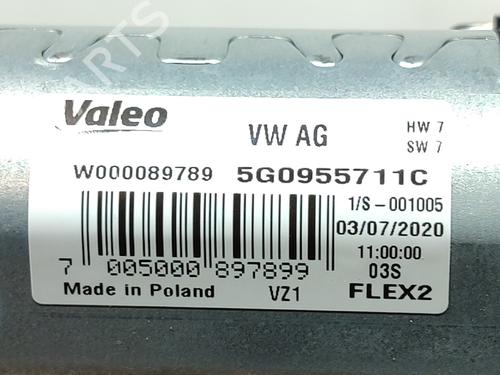 PARTS
Valeo
VW AG
HW 7
SW 7
W000089789
5G0955711C
1/S-001005
03/07/2020
11:00:00
7 005000 897899
03S
Made in Poland
VZ1
FLEX2